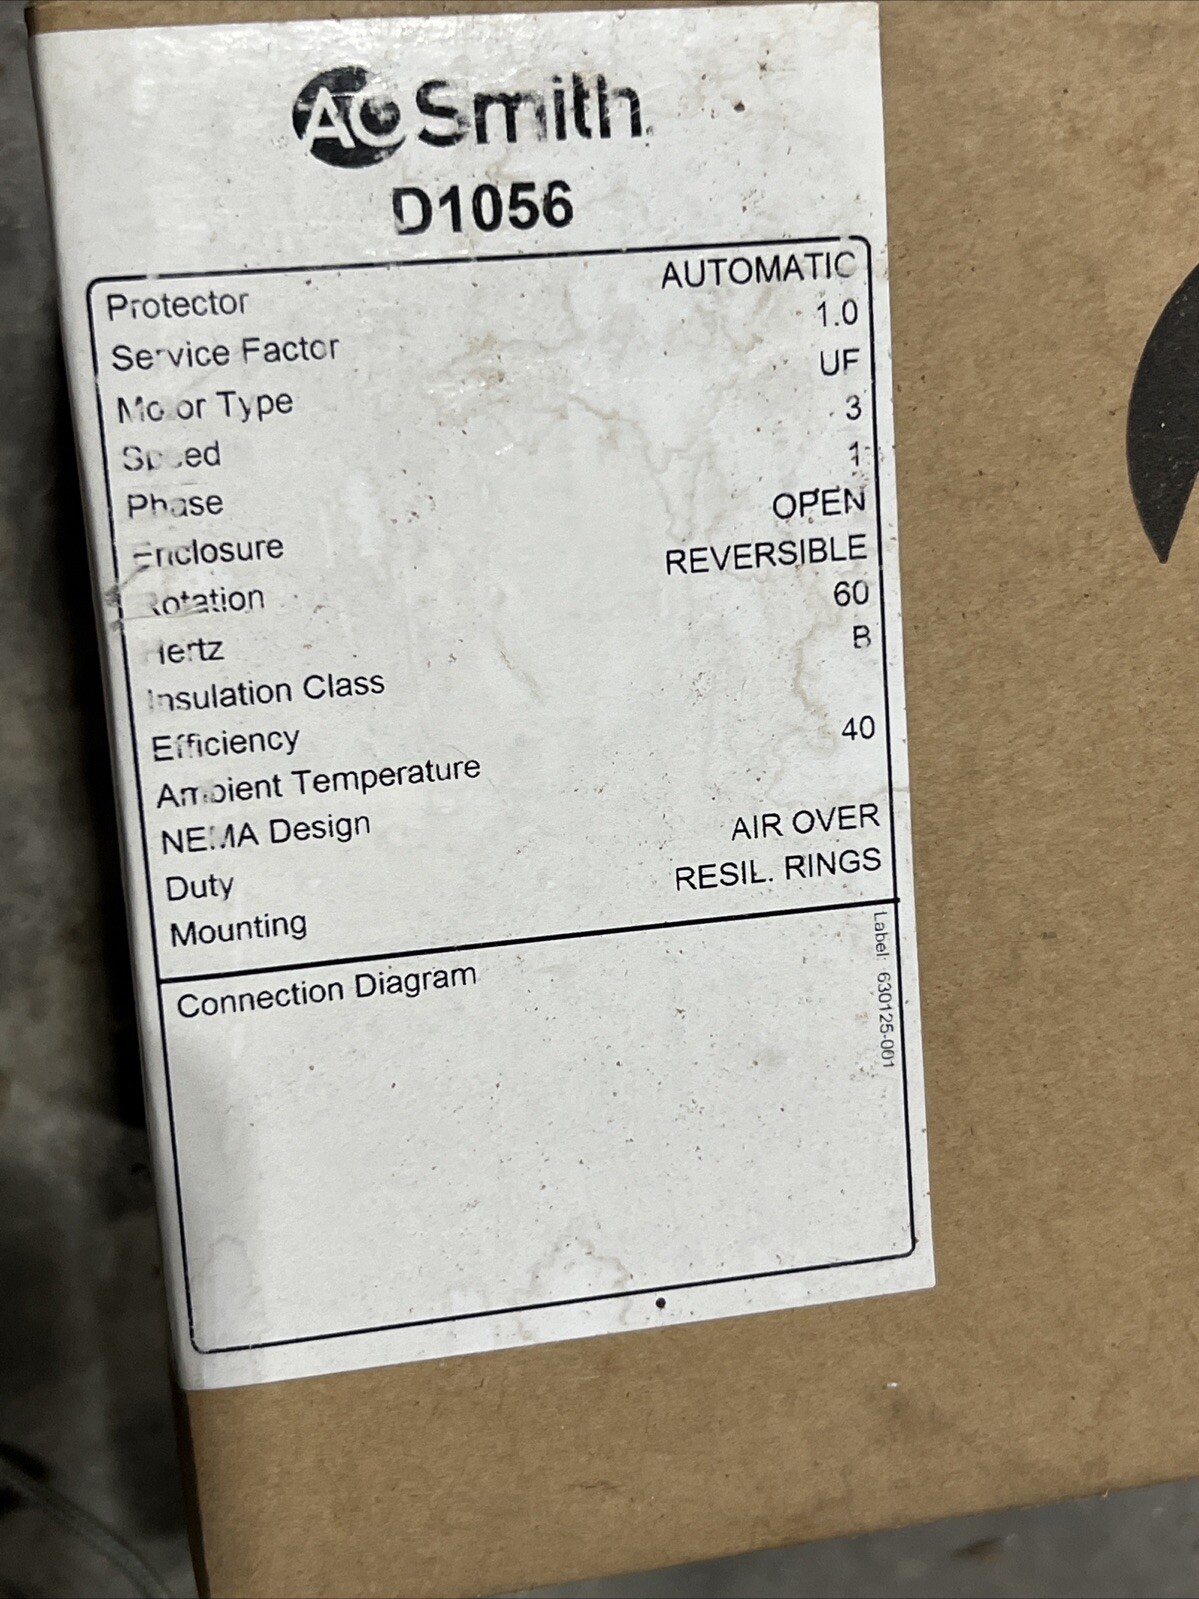 AO Smith.
D1056
Protector AUTOMATIC
Service Factor 1.0
Motor Type UF
Speed 3
Phase 1
Enclosure OPEN
Rotation REVERSIBLE
Hertz 60
Insulation Class B
Efficiency
Ambient Temperature 40
NEMA Design
Duty AIR OVER
Mounting RESIL. RINGS
Connection Diagram
Label: 630125-001